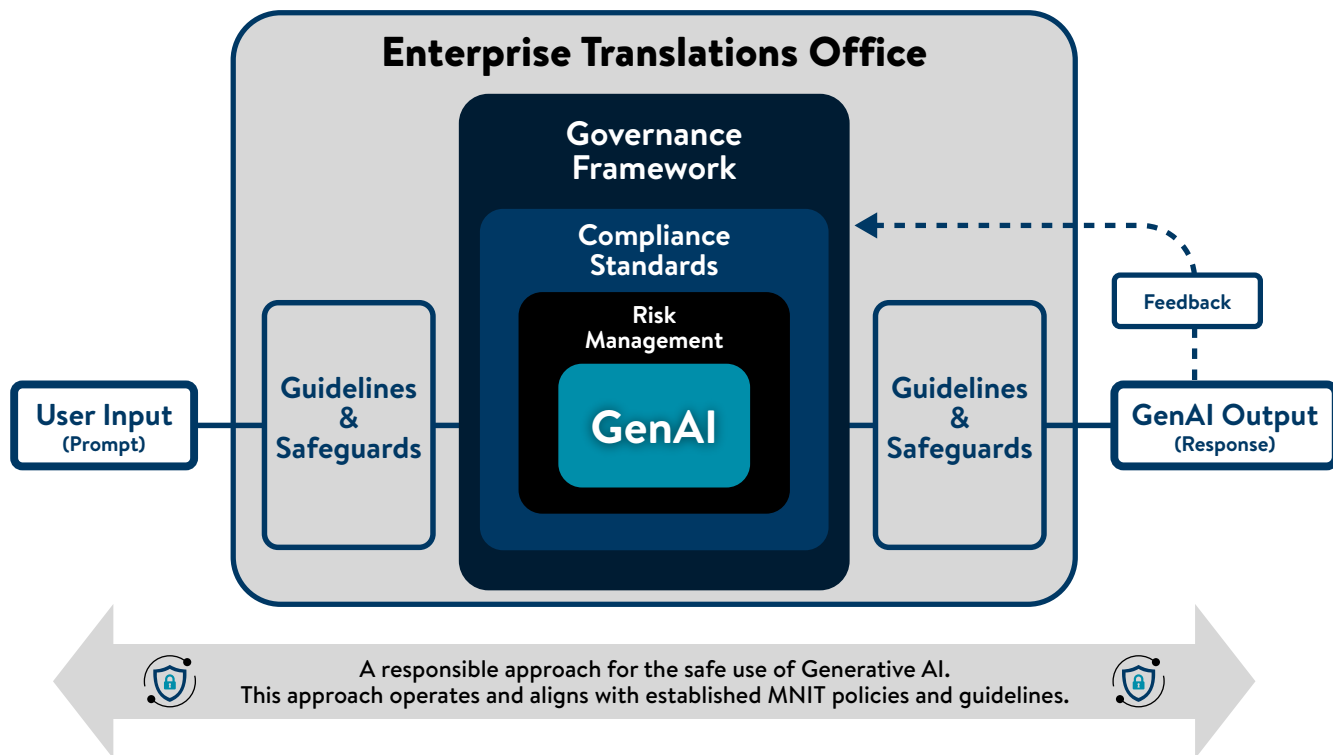 Enterprise Translations Office
Governance
Framework
Compliance
Standards
Risk
Management
GenAI
User Input
(Prompt)
Guidelines
&
Safeguards
Guidelines
&
Safeguards
Feedback
GenAI Output
(Response)
A responsible approach for the safe use of Generative AI.
This approach operates and aligns with established MNIT policies and guidelines.